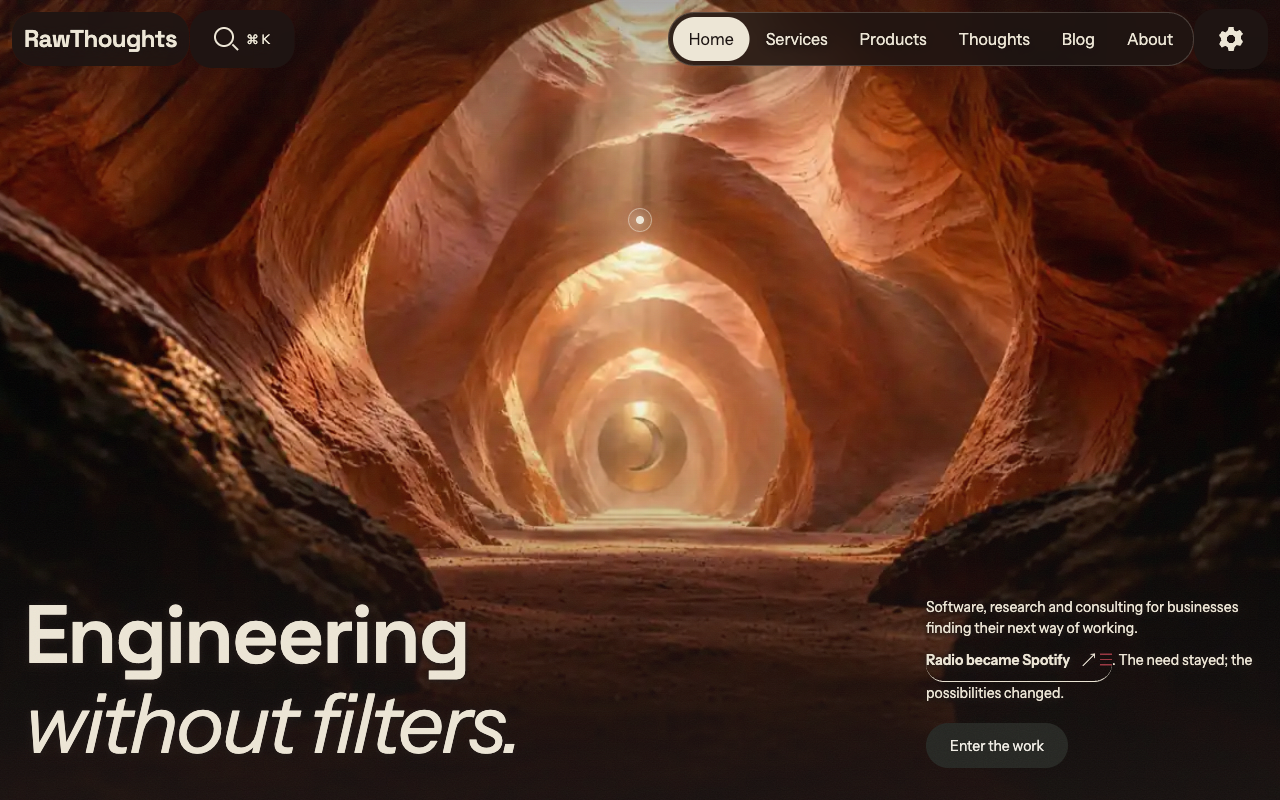 RawThoughts
⌘ K
Home
Services
Products
Thoughts
Blog
About
Engineering
without filters.
Software, research and consulting for businesses
finding their next way of working.
Radio became Spotify ↗. The need stayed; the
possibilities changed.
Enter the work